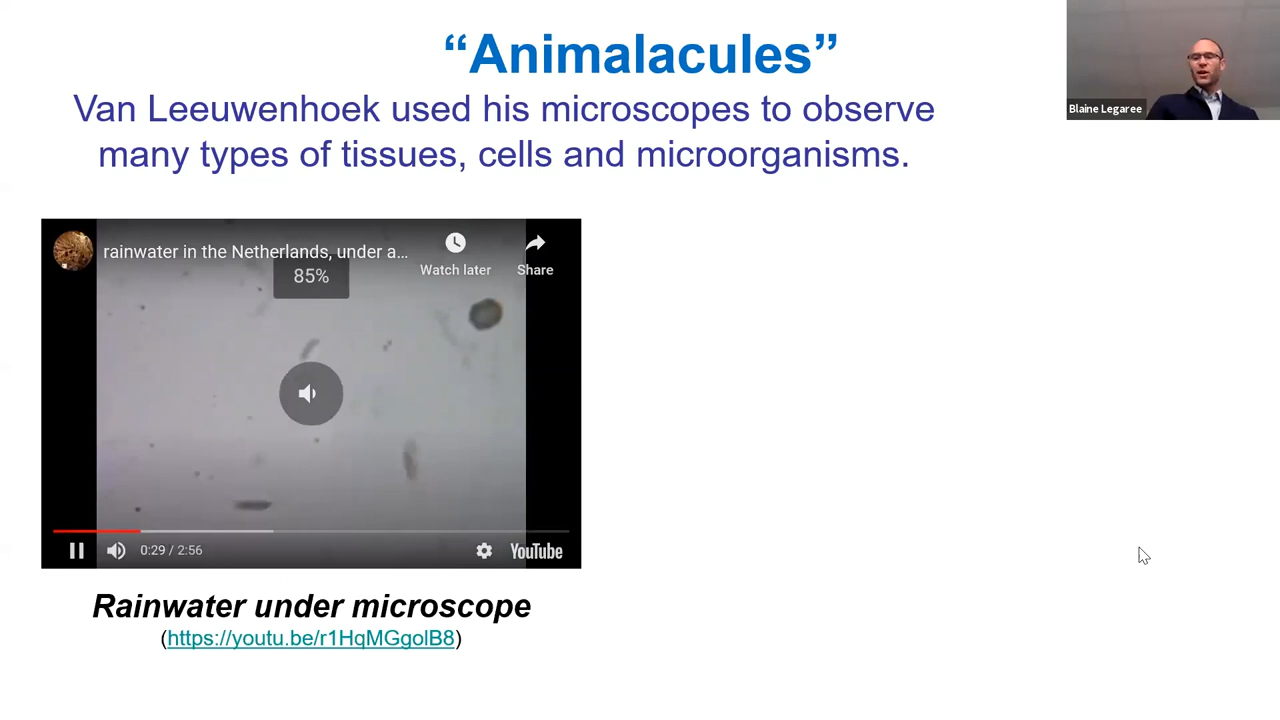 “Animalacules”
Van Leeuwenhoek used his microscopes to observe
many types of tissues, cells and microorganisms.
Blaine Legaree
rainwater in the Netherlands, under a...
Watch later
Share
85%
0:29 / 2:56
YouTube
Rainwater under microscope
(https://youtu.be/r1HqMGgolB8)